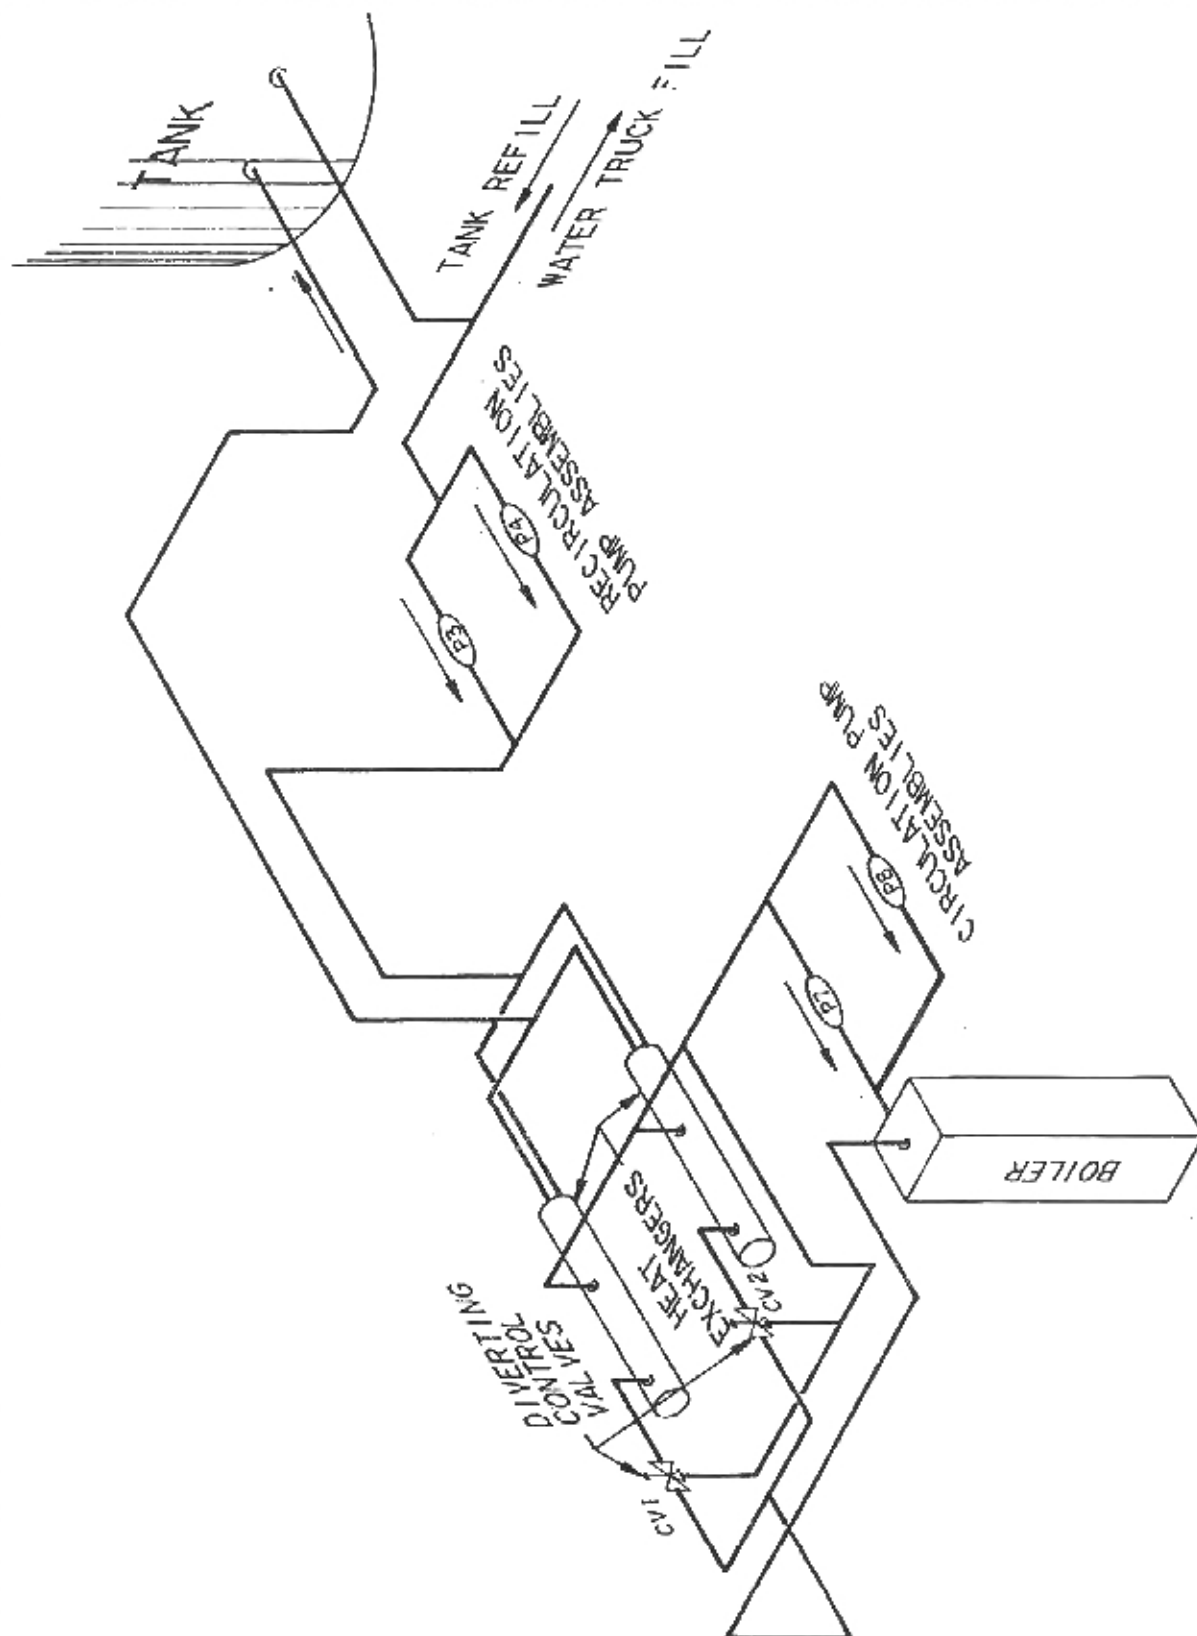 TANK
TANK REFILL
WATER TRUCK FILL
RECIRCULATION
PUMP ASSEMBLIES
P4
P3
CIRCULATION PUMP
ASSEMBLIES
P8
P7
BOILER
HEAT
EXCHANGERS
DIVERTING
CONTROL
VALVES
CV2
CV1